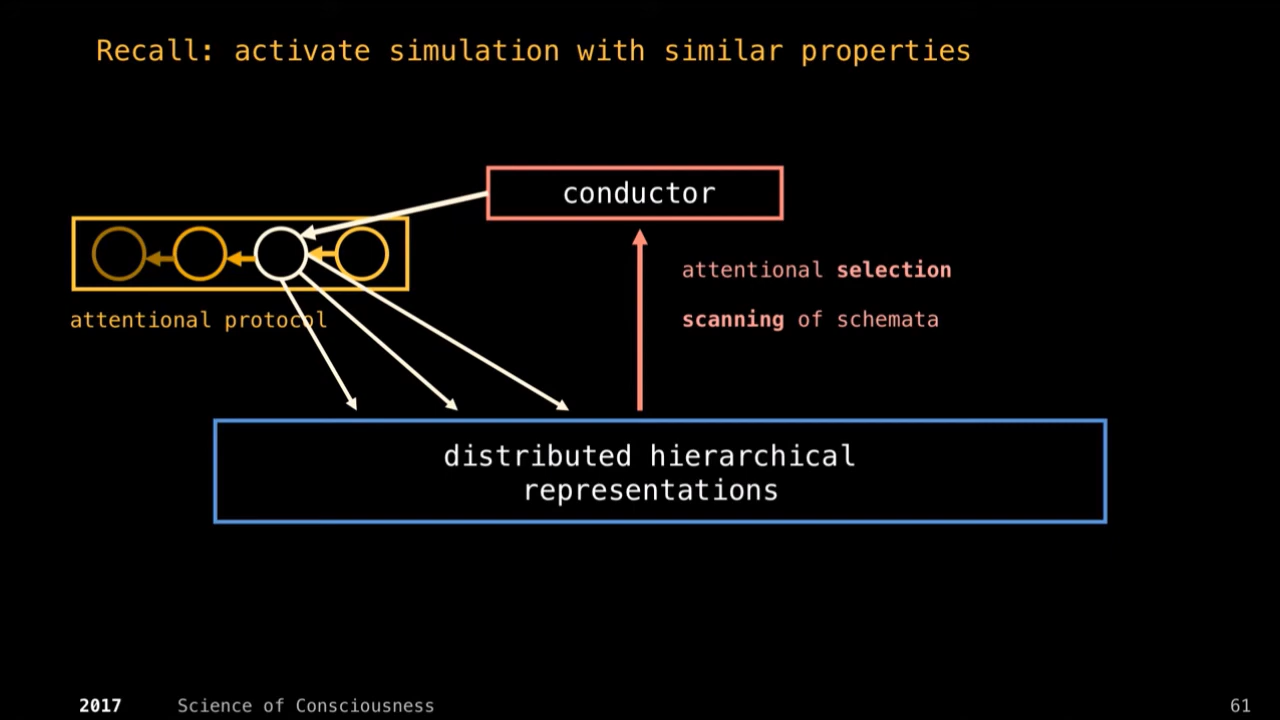 Recall: activate simulation with similar properties
conductor
attentional selection
scanning of schemata
attentional protocol
distributed hierarchical
representations
2017 Science of Consciousness 61